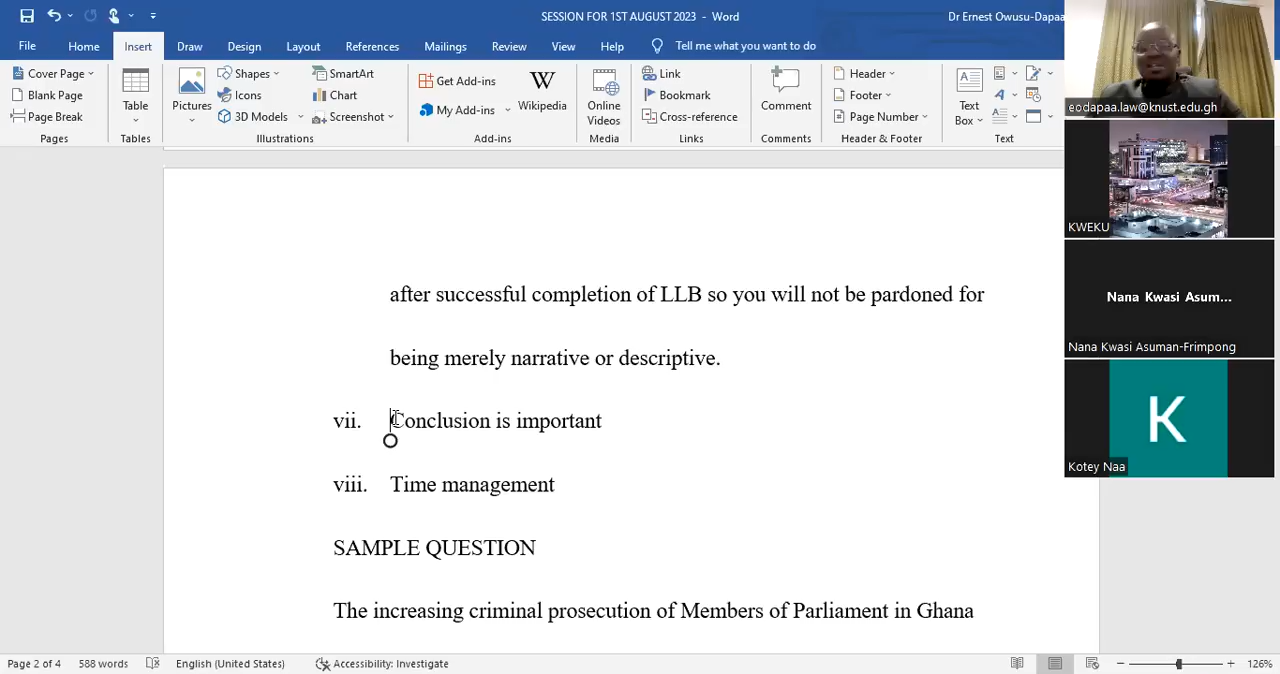 SESSION FOR 1ST AUGUST 2023 - Word
Dr Ernest Owusu-Dapaa
File Home Insert Draw Design Layout References Mailings Review View Help Tell me what you want to do
Cover Page
Blank Page
Page Break
Pages
Table
Tables
Pictures
Shapes
Icons
3D Models
SmartArt
Chart
Screenshot
Illustrations
Get Add-ins
My Add-ins
Wikipedia
Add-ins
Online Videos
Media
Link
Bookmark
Cross-reference
Links
Comment
Comments
Header
Footer
Page Number
Header & Footer
Text Box
Text
eodapaa.law@knust.edu.gh
KWEKU
Nana Kwasi Asum...
Nana Kwasi Asuman-Frimpong
K
Kotey Naa
after successful completion of LLB so you will not be pardoned for
being merely narrative or descriptive.
vii. Conclusion is important
viii. Time management
SAMPLE QUESTION
The increasing criminal prosecution of Members of Parliament in Ghana
Page 2 of 4 588 words English (United States) Accessibility: Investigate 126%